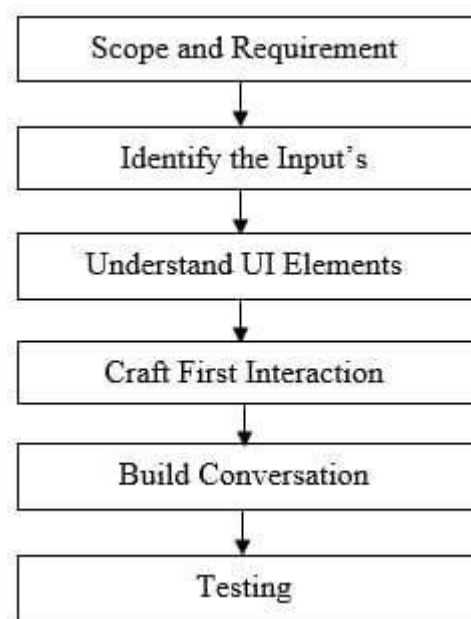 Scope and Requirement
Identify the Input's
Understand UI Elements
Craft First Interaction
Build Conversation
Testing